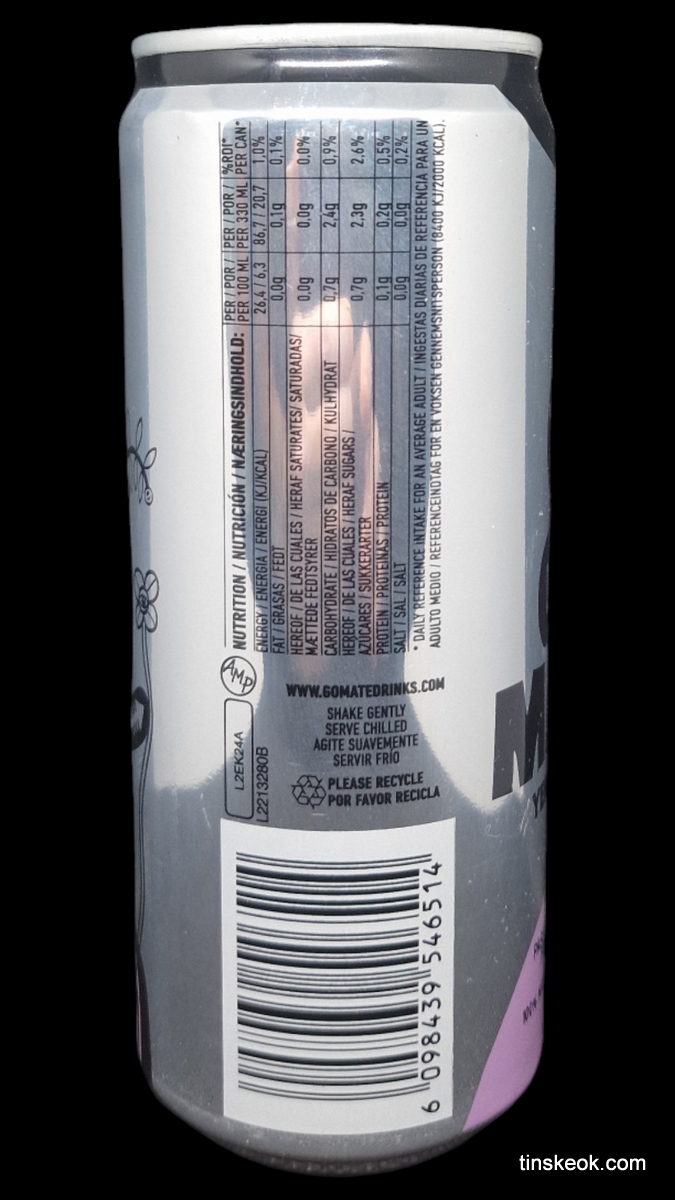 NUTRITION / NUTRICIÓN / NÆRINGSINDHOLD: PER / POR / PER 100 ML PER / POR / PER 330 ML %RDI* PER CAN*
ENERGY / ENERGIA / ENERGI (KJ/KCAL) 26,4 / 6,3 86,7 / 20,7 1.0%
FAT / GRASAS / FEDT 0,0g 0,1g 0.1%
HEREOF / DE LAS CUALES / HERAF SATURATES/ SATURADAS/
MÆTTEDE FEDTSYRER 0,0g 0,0g 0.0%
CARBOHYDRATE / HIDRATOS DE CARBONO / KULHYDRAT 0,7g 2,4g 0,9%
HEREOF / DE LAS CUALES / HERAF SUGARS /
AZÚCARES / SUKKERARTER 0,7g 2,3g 2.6%
PROTEIN / PROTEINAS / PROTEIN 0,1g 0,2g 0.5%
SALT / SAL / SALT 0,0g 0,0g 0.2%
* DAILY REFERENCE INTAKE FOR AN AVERAGE ADULT / INGESTAS DIARIAS DE REFERENCIA PARA UN
ADULTO MEDIO / REFERENCEINDTAG FOR EN VOKSEN GENNEMSNITSPERSON (8400 KJ/2000 KCAL).
AMP
L2EK24A
L2213280B
WWW.GOMATEDRINKS.COM
SHAKE GENTLY
SERVE CHILLED
AGITE SUAVEMENTE
SERVIR FRÍO
PLEASE RECYCLE
POR FAVOR RECICLA
6 098439 546514
100%
tinskeok.com